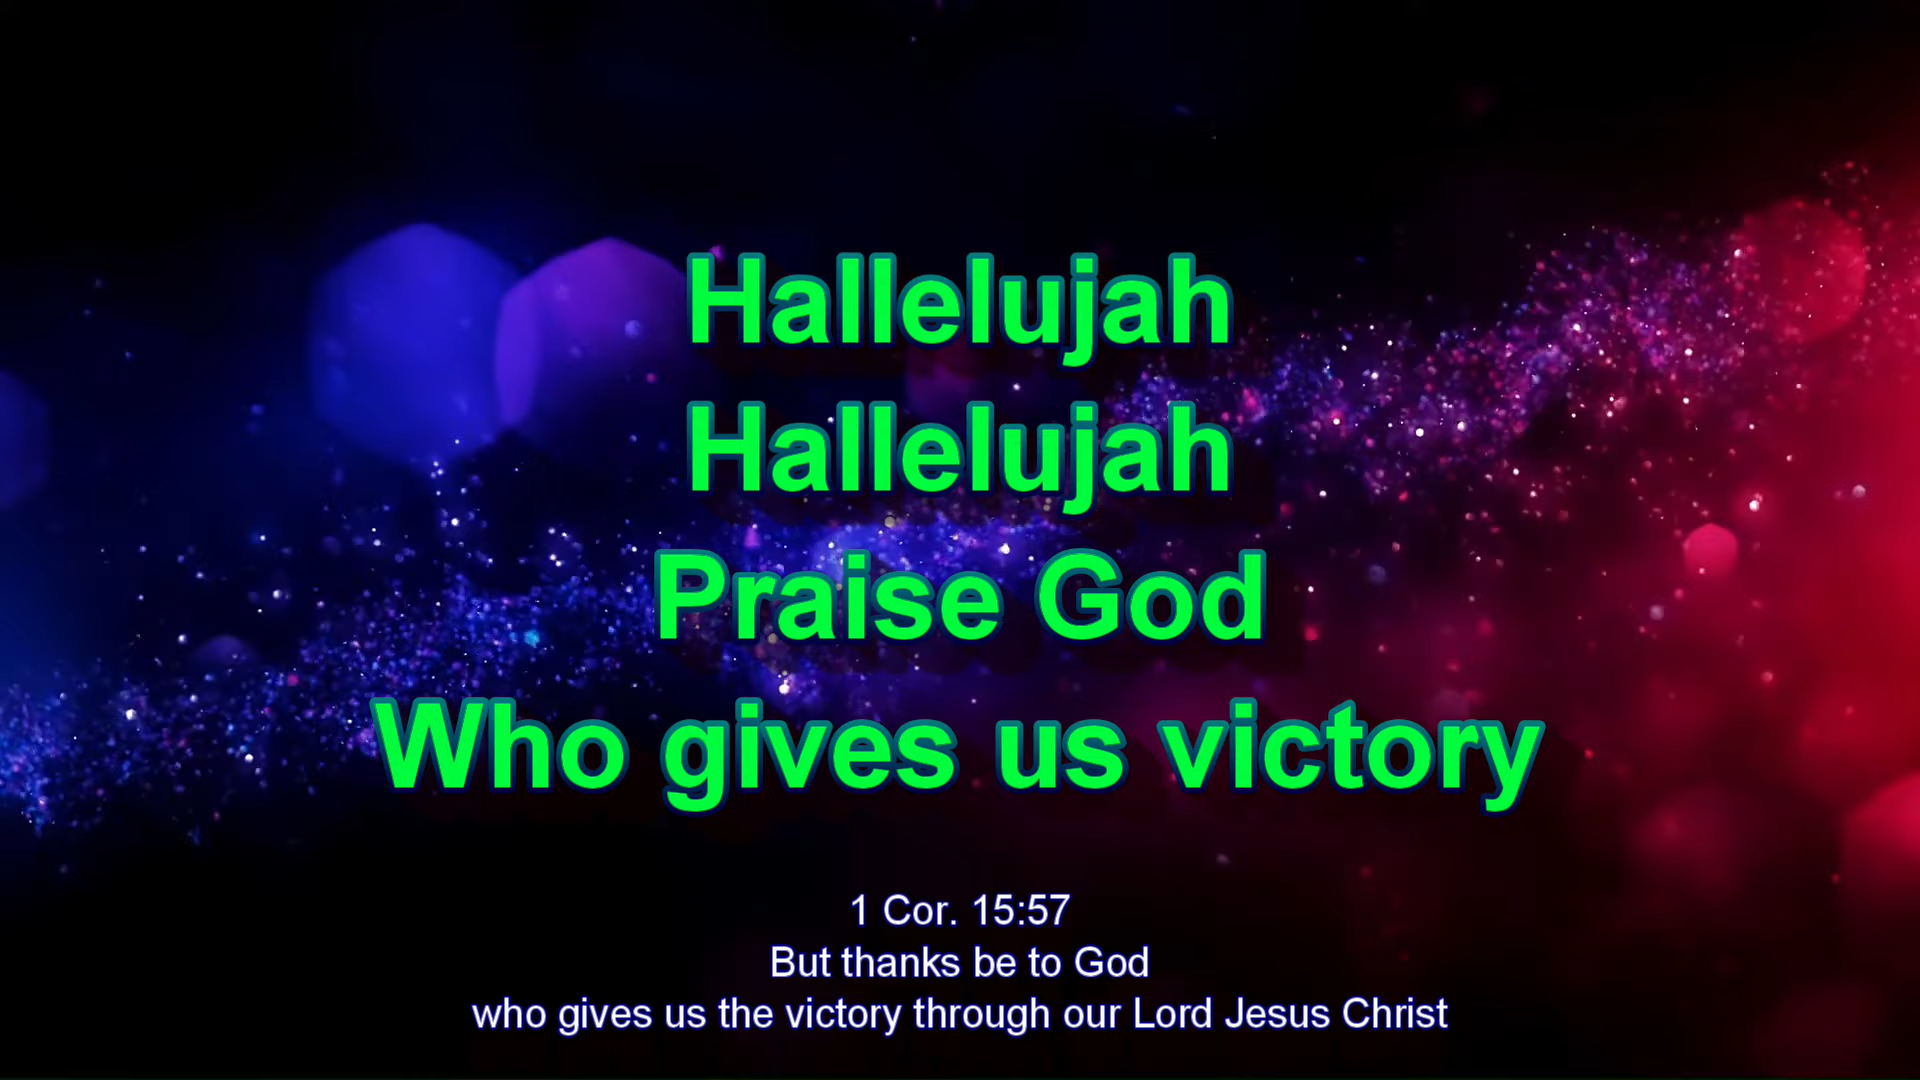 Hallelujah
Hallelujah
Praise God
Who gives us victory
1 Cor. 15:57
But thanks be to God
who gives us the victory through our Lord Jesus Christ